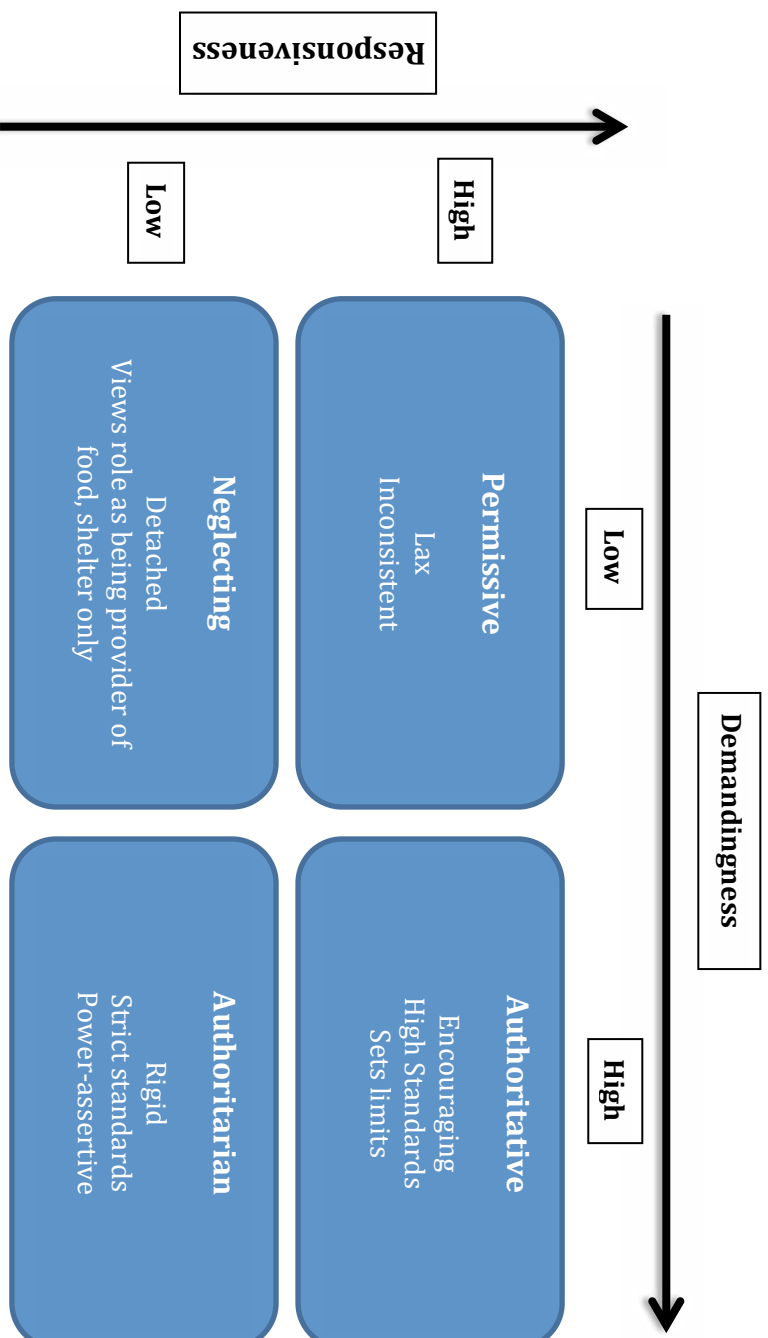 Demandingness
Low
High
Responsiveness
High
Permissive
Lax
Inconsistent
Authoritative
Encouraging
High Standards
Sets limits
Low
Neglecting
Detached
Views role as being provider of
food, shelter only
Authoritarian
Rigid
Strict standards
Power-assertive